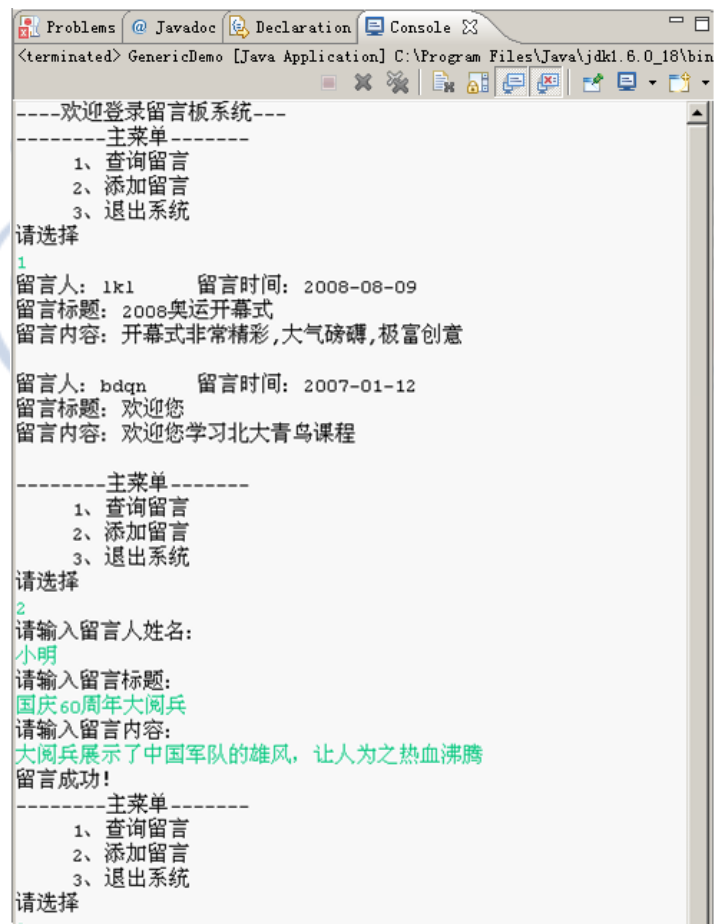 Problems @ Javadoc Declaration Console
<terminated> GenericDemo [Java Application] C:\Program Files\Java\jdk1.6.0_18\bin
----欢迎登录留言板系统---
--------主菜单-------
1、查询留言
2、添加留言
3、退出系统
请选择
1
留言人: lkl 留言时间: 2008-08-09
留言标题: 2008奥运开幕式
留言内容: 开幕式非常精彩,大气磅礴,极富创意
留言人: bdqn 留言时间: 2007-01-12
留言标题: 欢迎您
留言内容: 欢迎您学习北大青鸟课程
--------主菜单-------
1、查询留言
2、添加留言
3、退出系统
请选择
2
请输入留言人姓名:
小明
请输入留言标题:
国庆60周年大阅兵
请输入留言内容:
大阅兵展示了中国军队的雄风，让人为之热血沸腾
留言成功!
--------主菜单-------
1、查询留言
2、添加留言
3、退出系统
请选择